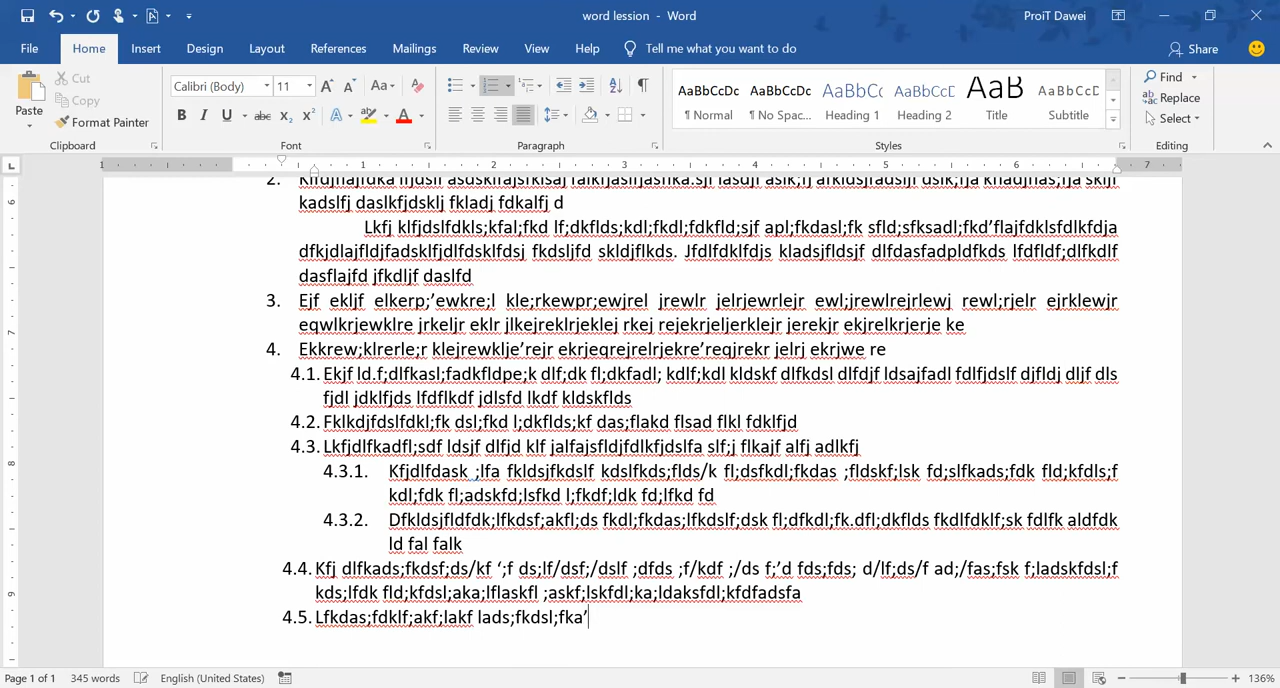 word lession - Word
ProiT Dawei
File Home Insert Design Layout References Mailings Review View Help Tell me what you want to do Share
Paste
Cut
Copy
Format Painter
Clipboard
Calibri (Body) 11
Font
Paragraph
AaBbCcDc AaBbCcDc AaBbCc AaBbCcD AaB AaBbCcD
¶ Normal ¶ No Spac... Heading 1 Heading 2 Title Subtitle
Styles
Find
Replace
Select
Editing
1 1 2 3 4 5 6 7
2.
kadslfj daslkfjdsklj fkladj fdkalfj d
Lkfj klfjdslfdkls;kfal;fkd lf;dkflds;kdl;fkdl;fdkfld;sjf apl;fkdasl;fk sfld;sfksadl;fkd’flajfdklsfdlkfdja
dfkjdlajfldjfadsklfjdlfdsklfdsj fkdsljfd skldjflkds. Jfdlfdklfdjs kladsjfldsjf dlfdasfadpldfkds lfdfldf;dlfkdlf
dasflajfd jfkdljf daslfd
3. Ejf ekljf elkerp;’ewkre;l kle;rkewpr;ewjrel jrewlr jelrjewrlejr ewl;jrewlrejrlewj rewl;rjelr ejrklewjr
eqwlkrjewklre jrkeljr eklr jlkejreklrjeklej rkej rejekrjeljerklejr jerekjr ekjrelkrjerje ke
4. Ekkrew;klrerle;r klejrewklje’rejr ekrjeqrejrelrjekre’reqjrekr jelrj ekrjwe re
4.1. Ekjf ld.f;dlfkasl;fadkfldpe;k dlf;dk fl;dkfadl; kdlf;kdl kldskf dlfkdsl dlfdjf ldsajfadl fdlfjdslf djfldj dljf dls
fjdl jdklfjds lfdflkdf jdlsfd lkdf kldskflds
4.2. Fklkdjfdslfdkl;fk dsl;fkd l;dkflds;kf das;flakd flsad flkl fdklfjd
4.3. Lkfjdlfkadfl;sdf ldsjf dlfjd klf jalfajsfldjfdlkfjdslfa slf;j flkajf alfj adlkfj
4.3.1. Kfjdlfdask ;lfa fkldsjfkdslf kdslfkds;flds/k fl;dsfkdl;fkdas ;fldskf;lsk fd;slfkads;fdk fld;kfdls;f
kdl;fdk fl;adskfd;lsfkd l;fkdf;ldk fd;lfkd fd
4.3.2. Dfkldsjfldfdk;lfkdsf;akfl;ds fkdl;fkdas;lfkdslf;dsk fl;dfkdl;fk.dfl;dkflds fkdlfdklf;sk fdlfk aldfdk
ld fal falk
4.4. Kfj dlfkads;fkdsf;ds/kf ‘;f ds;lf/dsf;/dslf ;dfds ;f/kdf ;/ds f;’d fds;fds; d/lf;ds/f ad;/fas;fsk f;ladskfdsl;f
kds;lfdk fld;kfdsl;aka;lflaskfl ;askf;lskfdl;ka;ldaksfdl;kfdfadsfa
4.5. Lfkdas;fdklf;akf;lakf lads;fkdsl;fka’
Page 1 of 1 345 words English (United States) 136%